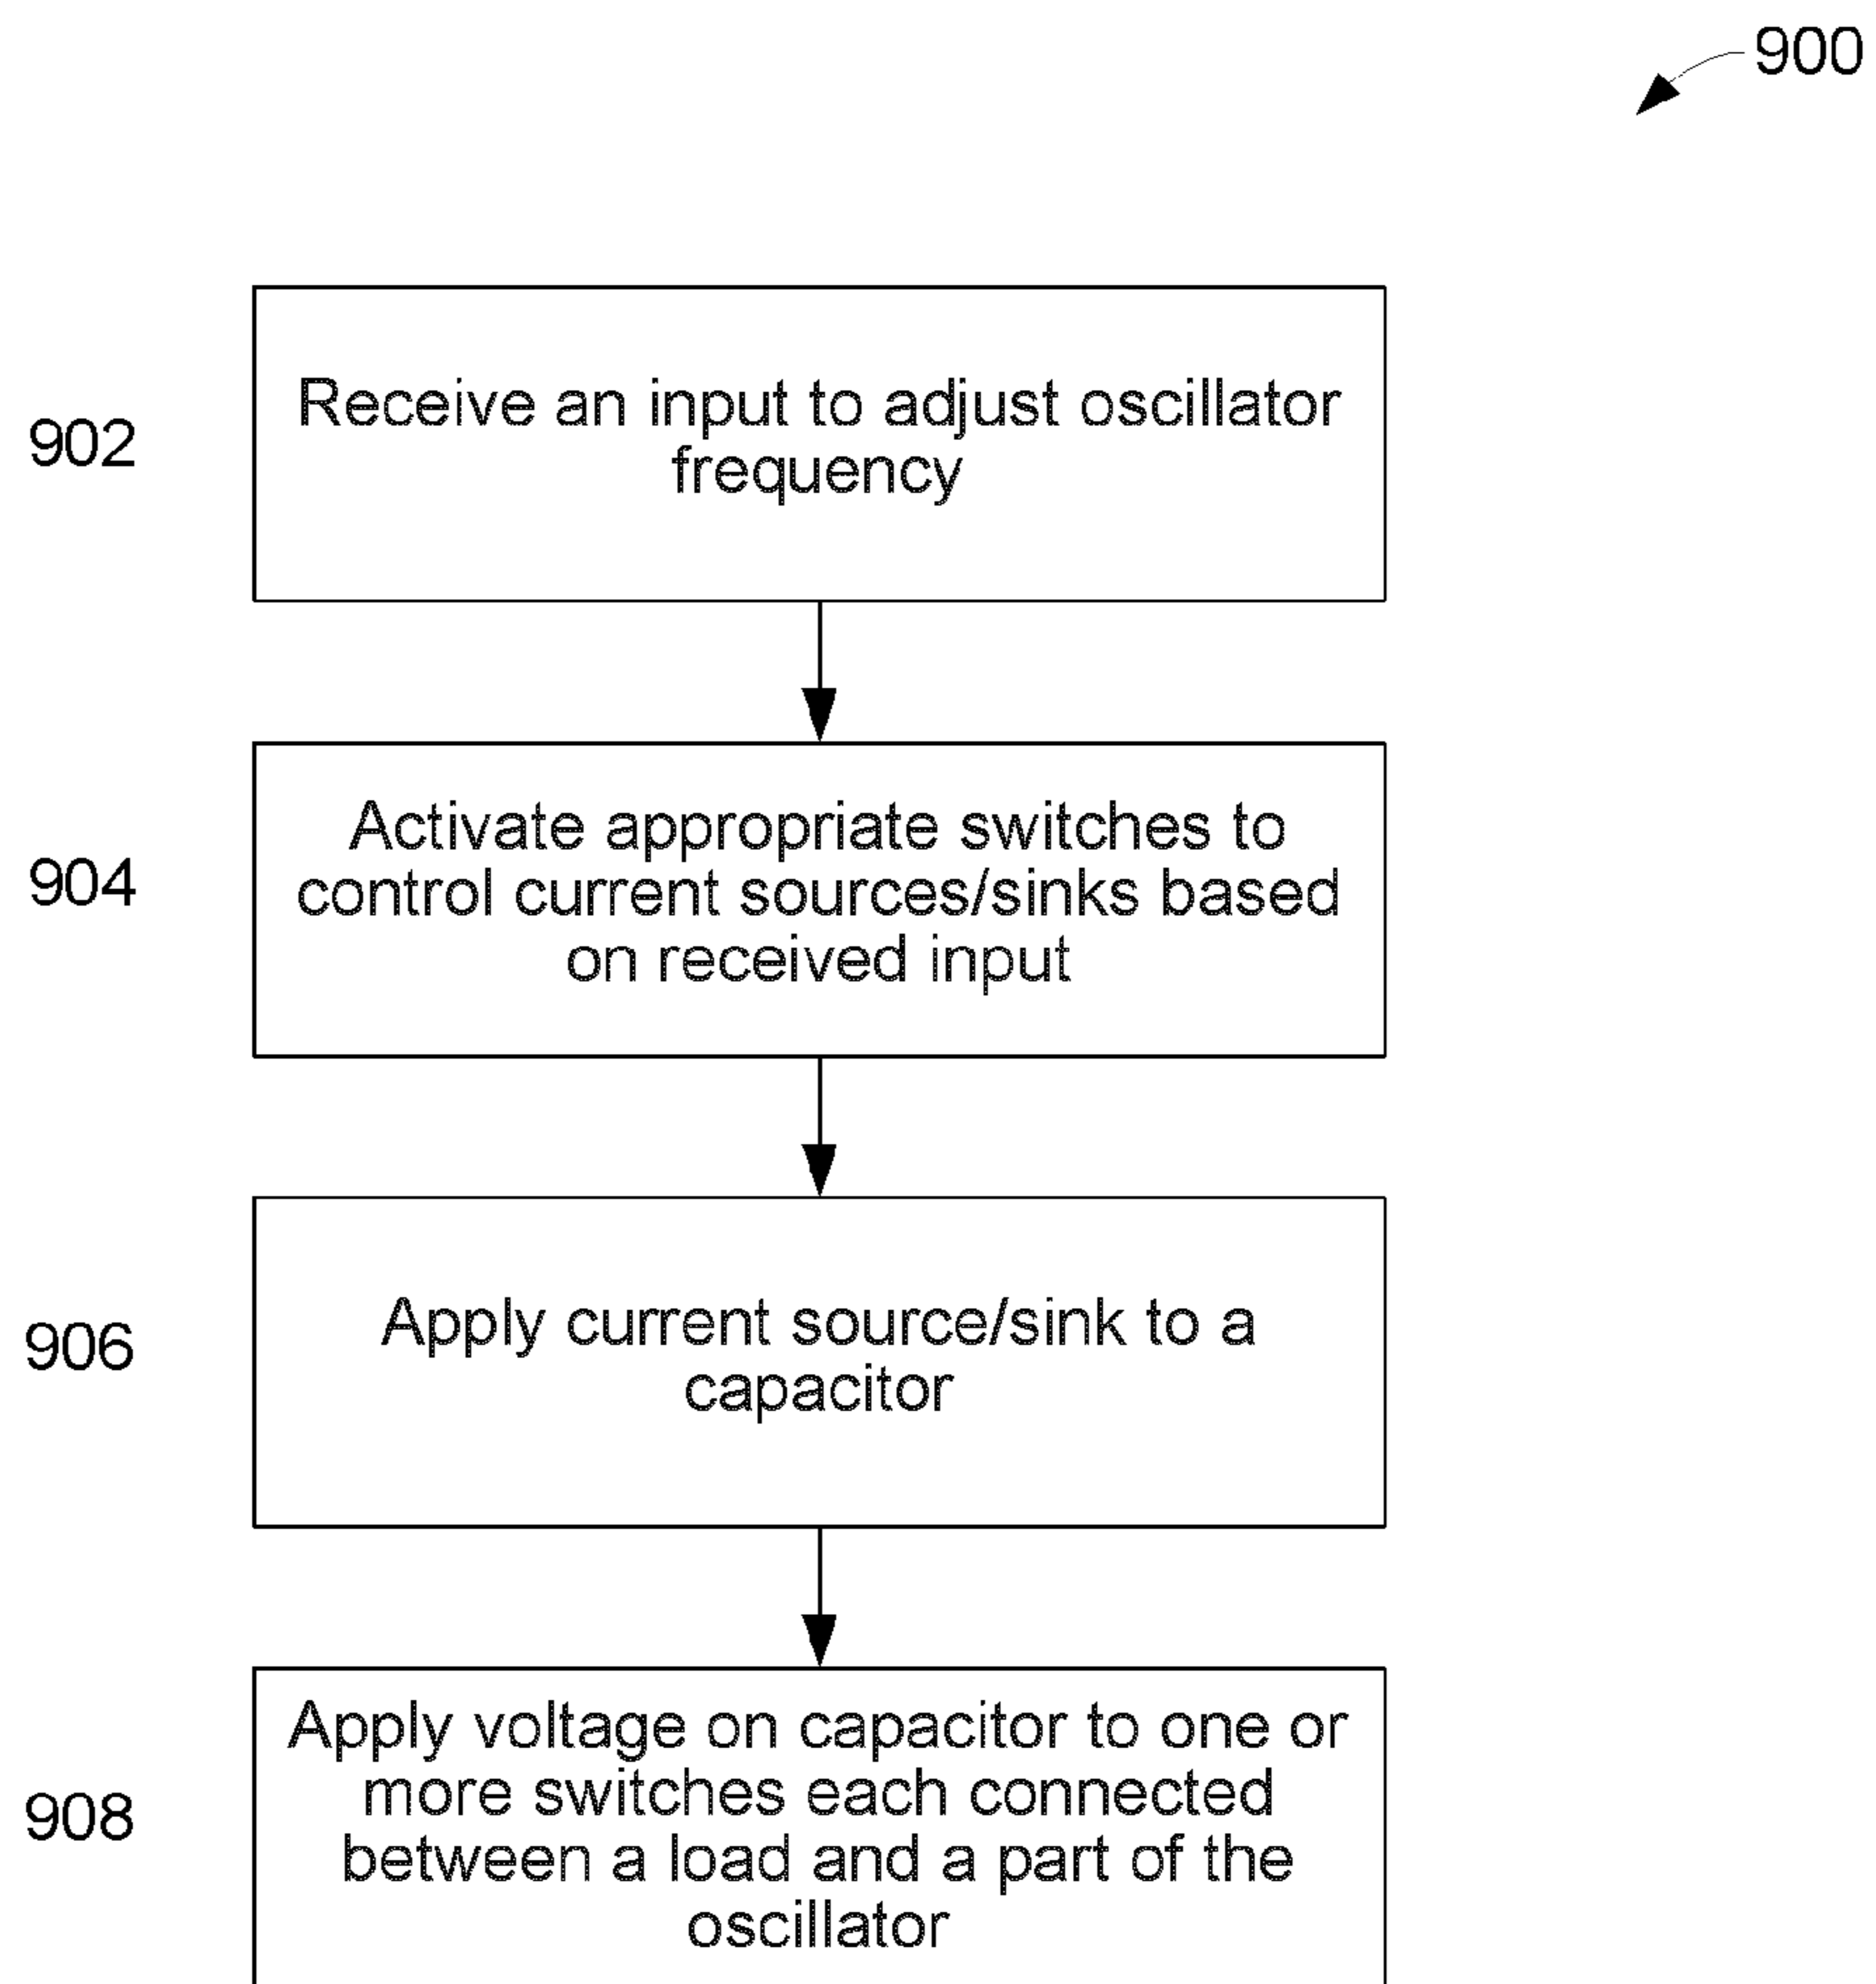 900
902
Receive an input to adjust oscillator
frequency
904
Activate appropriate switches to
control current sources/sinks based
on received input
906
Apply current source/sink to a
capacitor
908
Apply voltage on capacitor to one or
more switches each connected
between a load and a part of the
oscillator